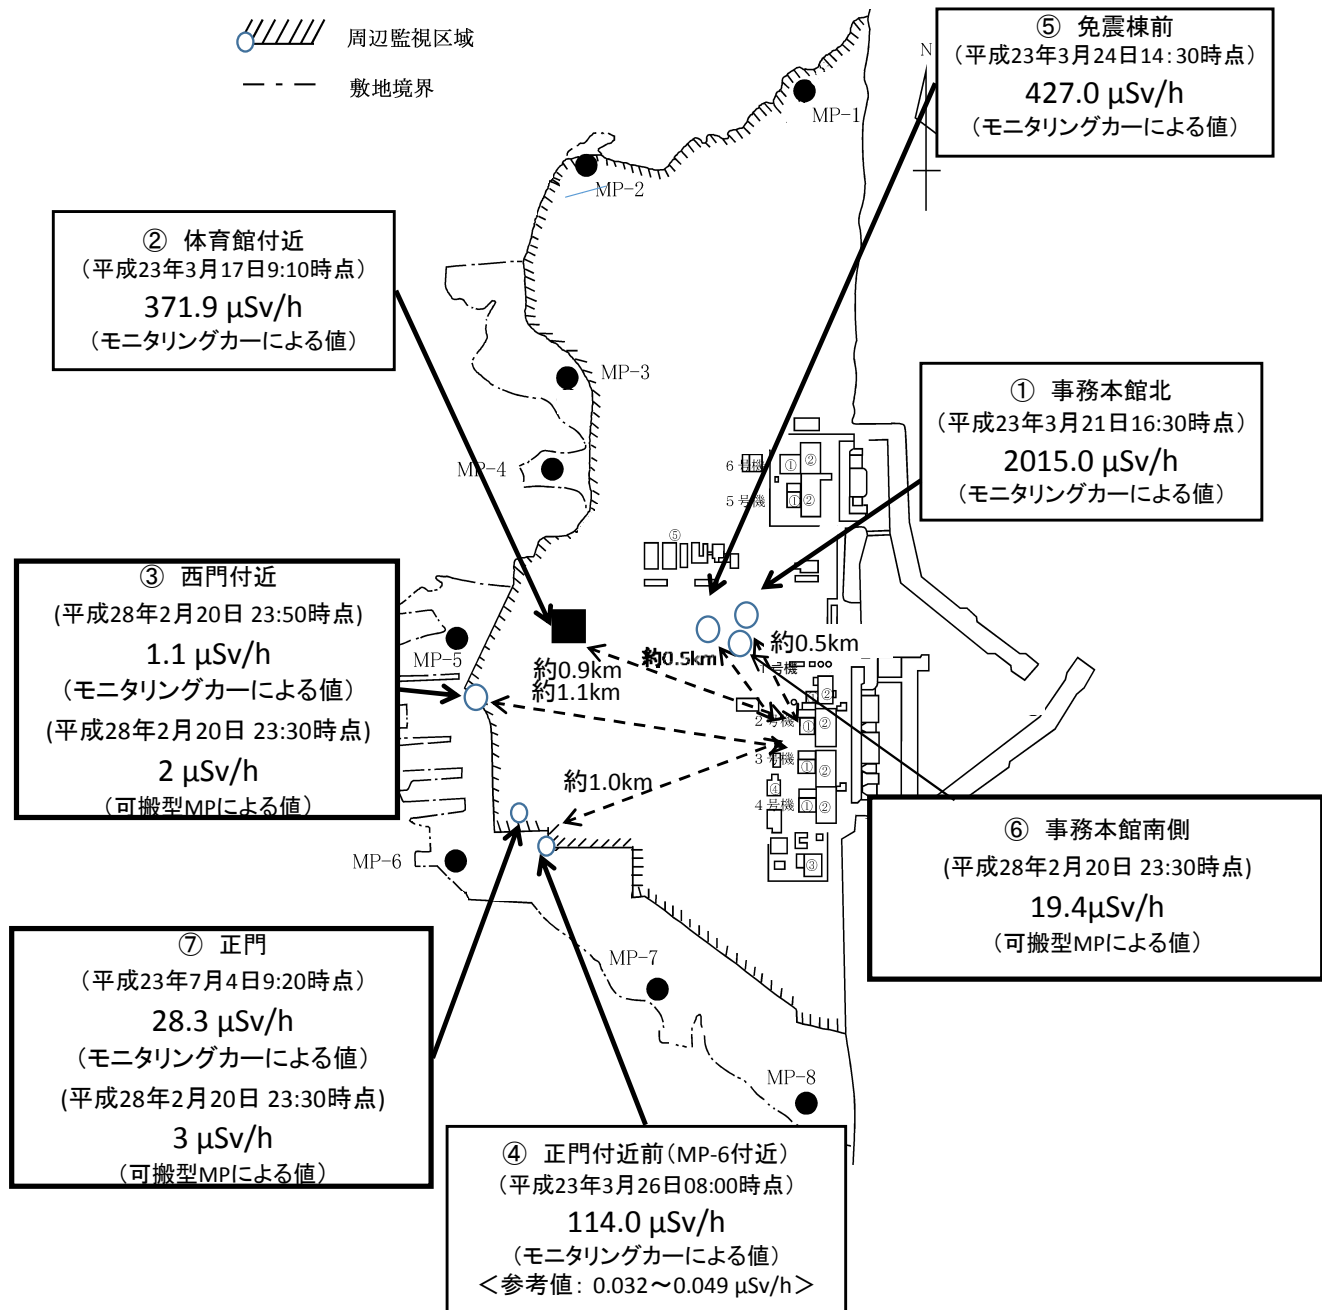 周辺監視区域
敷地境界
⑤ 免震棟前
(平成23年3月24日14:30時点)
427.0 μSv/h
(モニタリングカーによる値)
N
MP-1
MP-2
② 体育館付近
(平成23年3月17日9:10時点)
371.9 μSv/h
(モニタリングカーによる値)
MP-3
① 事務本館北
(平成23年3月21日16:30時点)
2015.0 μSv/h
(モニタリングカーによる値)
MP-4
6号機
①
②
5号機
①
②
⑤
③ 西門付近
(平成28年2月20日 23:50時点)
1.1 μSv/h
(モニタリングカーによる値)
(平成28年2月20日 23:30時点)
2 μSv/h
(可搬型MPによる値)
MP-5
約0.9km
約1.1km
約0.5km
約0.5km
1号機
②
2号機
①
②
3号機
①
②
④
4号機
①
②
③
約1.0km
MP-6
⑥ 事務本館南側
(平成28年2月20日 23:30時点)
19.4μSv/h
(可搬型MPによる値)
⑦ 正門
(平成23年7月4日9:20時点)
28.3 μSv/h
(モニタリングカーによる値)
(平成28年2月20日 23:30時点)
3 μSv/h
(可搬型MPによる値)
MP-7
MP-8
④ 正門付近前(MP-6付近)
(平成23年3月26日08:00時点)
114.0 μSv/h
(モニタリングカーによる値)
<参考値: 0.032~0.049 μSv/h>